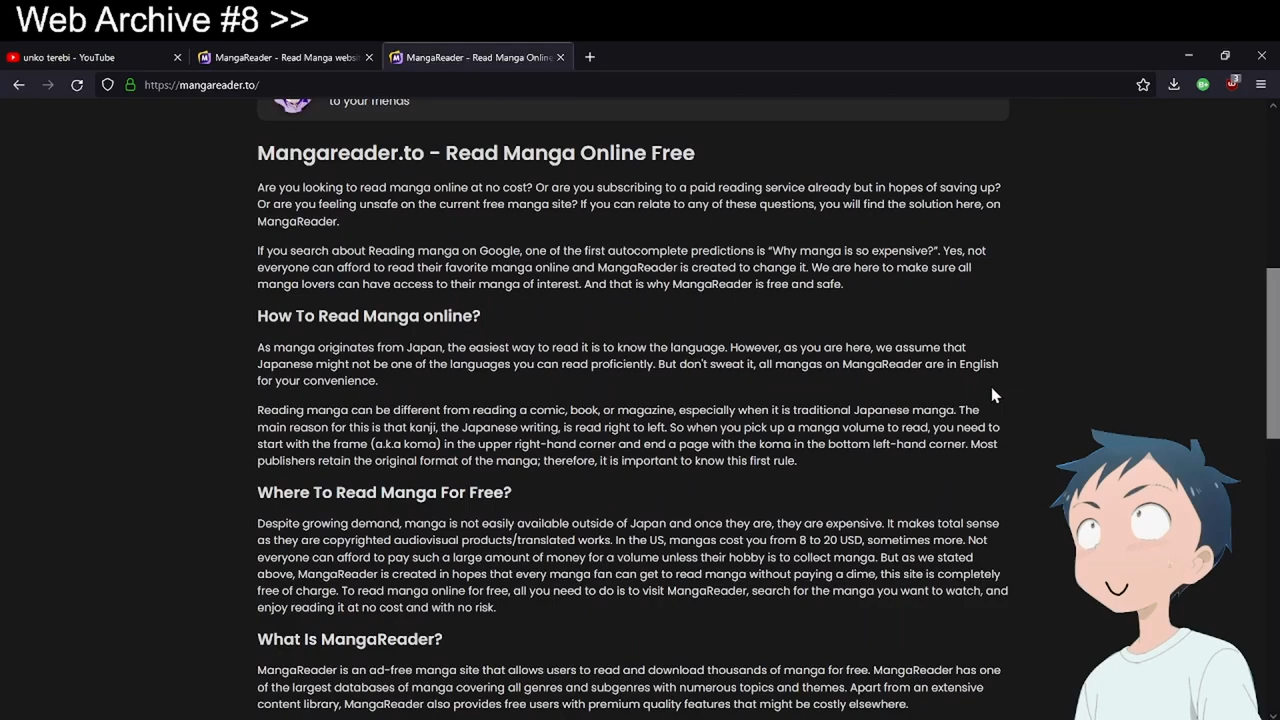 Web Archive #8 >>
unko terebi - YouTube
MangaReader - Read Manga websi
MangaReader - Read Manga Online
https://mangareader.to/
3
to your friends
Mangareader.to - Read Manga Online Free
Are you looking to read manga online at no cost? Or are you subscribing to a paid reading service already but in hopes of saving up?
Or are you feeling unsafe on the current free manga site? If you can relate to any of these questions, you will find the solution here, on
MangaReader.
If you search about Reading manga on Google, one of the first autocomplete predictions is “Why manga is so expensive?”. Yes, not
everyone can afford to read their favorite manga online and MangaReader is created to change it. We are here to make sure all
manga lovers can have access to their manga of interest. And that is why MangaReader is free and safe.
How To Read Manga online?
As manga originates from Japan, the easiest way to read it is to know the language. However, as you are here, we assume that
Japanese might not be one of the languages you can read proficiently. But don't sweat it, all mangas on MangaReader are in English
for your convenience.
Reading manga can be different from reading a comic, book, or magazine, especially when it is traditional Japanese manga. The
main reason for this is that kanji, the Japanese writing, is read right to left. So when you pick up a manga volume to read, you need to
start with the frame (a.k.a koma) in the upper right-hand corner and end a page with the koma in the bottom left-hand corner. Most
publishers retain the original format of the manga; therefore, it is important to know this first rule.
Where To Read Manga For Free?
Despite growing demand, manga is not easily available outside of Japan and once they are, they are expensive. It makes total sense
as they are copyrighted audiovisual products/translated works. In the US, mangas cost you from 8 to 20 USD, sometimes more. Not
everyone can afford to pay such a large amount of money for a volume unless their hobby is to collect manga. But as we stated
above, MangaReader is created in hopes that every manga fan can get to read manga without paying a dime, this site is completely
free of charge. To read manga online for free, all you need to do is to visit MangaReader, search for the manga you want to watch, and
enjoy reading it at no cost and with no risk.
What Is MangaReader?
MangaReader is an ad-free manga site that allows users to read and download thousands of manga for free. MangaReader has one
of the largest databases of manga covering all genres and subgenres with numerous topics and themes. Apart from an extensive
content library, MangaReader also provides free users with premium quality features that might be costly elsewhere.